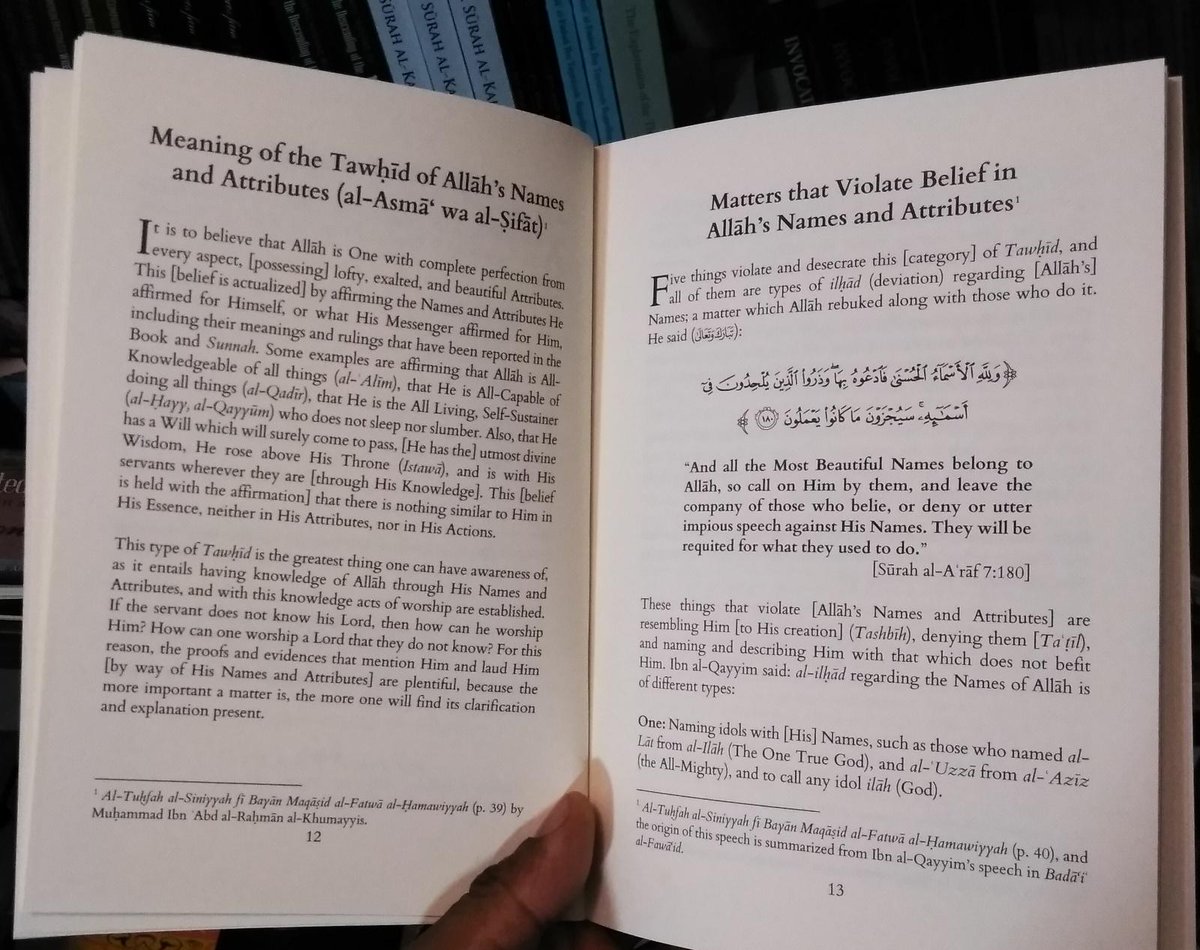 SŪRAH AL-KA
SŪRAH AL-KA
SŪRAH AL-KA
INVOCAT
Meaning of the Tawḥīd of Allāh's Names
and Attributes (al-Asmā‘ wa al-Ṣifāt)¹
It is to believe that Allāh is One with complete perfection from
every aspect, [possessing] lofty, exalted, and beautiful Attributes.
This [belief is actualized] by affirming the Names and Attributes He
affirmed for Himself, or what His Messenger affirmed for Him,
including their meanings and rulings that have been reported in the
Book and Sunnah. Some examples are affirming that Allāh is All-
Knowledgeable of all things (al-ʿAlīm), that He is All-Capable of
doing all things (al-Qadīr), that He is the All Living, Self-Sustainer
(al-Ḥayy, al-Qayyūm) who does not sleep nor slumber. Also, that He
has a Will which will surely come to pass, [He has the] utmost divine
Wisdom, He rose above His Throne (Istawā), and is with His
servants wherever they are [through His Knowledge]. This [belief
is held with the affirmation] that there is nothing similar to Him in
His Essence, neither in His Attributes, nor in His Actions.
This type of Tawḥīd is the greatest thing one can have awareness of,
as it entails having knowledge of Allāh through His Names and
Attributes, and with this knowledge acts of worship are established.
If the servant does not know his Lord, then how can he worship
Him? How can one worship a Lord that they do not know? For this
reason, the proofs and evidences that mention Him and laud Him
[by way of His Names and Attributes] are plentiful, because the
more important a matter is, the more one will find its clarification
and explanation present.
¹ Al-Tuḥfah al-Siniyyah fī Bayān Maqāṣid al-Fatwā al-Ḥamawiyyah (p. 39) by
Muḥammad Ibn ʿAbd al-Raḥmān al-Khumayyis.
12
Matters that Violate Belief in
Allāh's Names and Attributes¹
Five things violate and desecrate this [category] of Tawḥīd, and
all of them are types of ilḥād (deviation) regarding [Allāh's]
Names; a matter which Allāh rebuked along with those who do it.
He said (تَبَارَكَ وَتَعَالَى):
﴿وَلِلَّهِ الْأَسْمَاءُ الْحُسْنَىٰ فَادْعُوهُ بِهَا ۖ وَذَرُوا الَّذِينَ يُلْحِدُونَ فِي
أَسْمَائِهِ ۚ سَيُجْزَوْنَ مَا كَانُوا يَعْمَلُونَ ١٨٠﴾
“And all the Most Beautiful Names belong to
Allāh, so call on Him by them, and leave the
company of those who belie, or deny or utter
impious speech against His Names. They will be
requited for what they used to do.”
[Sūrah al-Aʿrāf 7:180]
These things that violate [Allāh's Names and Attributes] are
resembling Him [to His creation] (Tashbīh), denying them [Taʿṭīl),
and naming and describing Him with that which does not befit
Him. Ibn al-Qayyim said: al-ilḥād regarding the Names of Allāh is
of different types:
One: Naming idols with [His] Names, such as those who named al-
Lāt from al-Ilāh (The One True God), and al-ʿUzzā from al-ʿAzīz
(the All-Mighty), and to call any idol ilāh (God).
¹ Al-Tuḥfah al-Siniyyah fī Bayān Maqāṣid al-Fatwā al-Ḥamawiyyah (p. 40), and
the origin of this speech is summarized from Ibn al-Qayyim's speech in Badāʿiʿ
al-Fawāʾid.
13